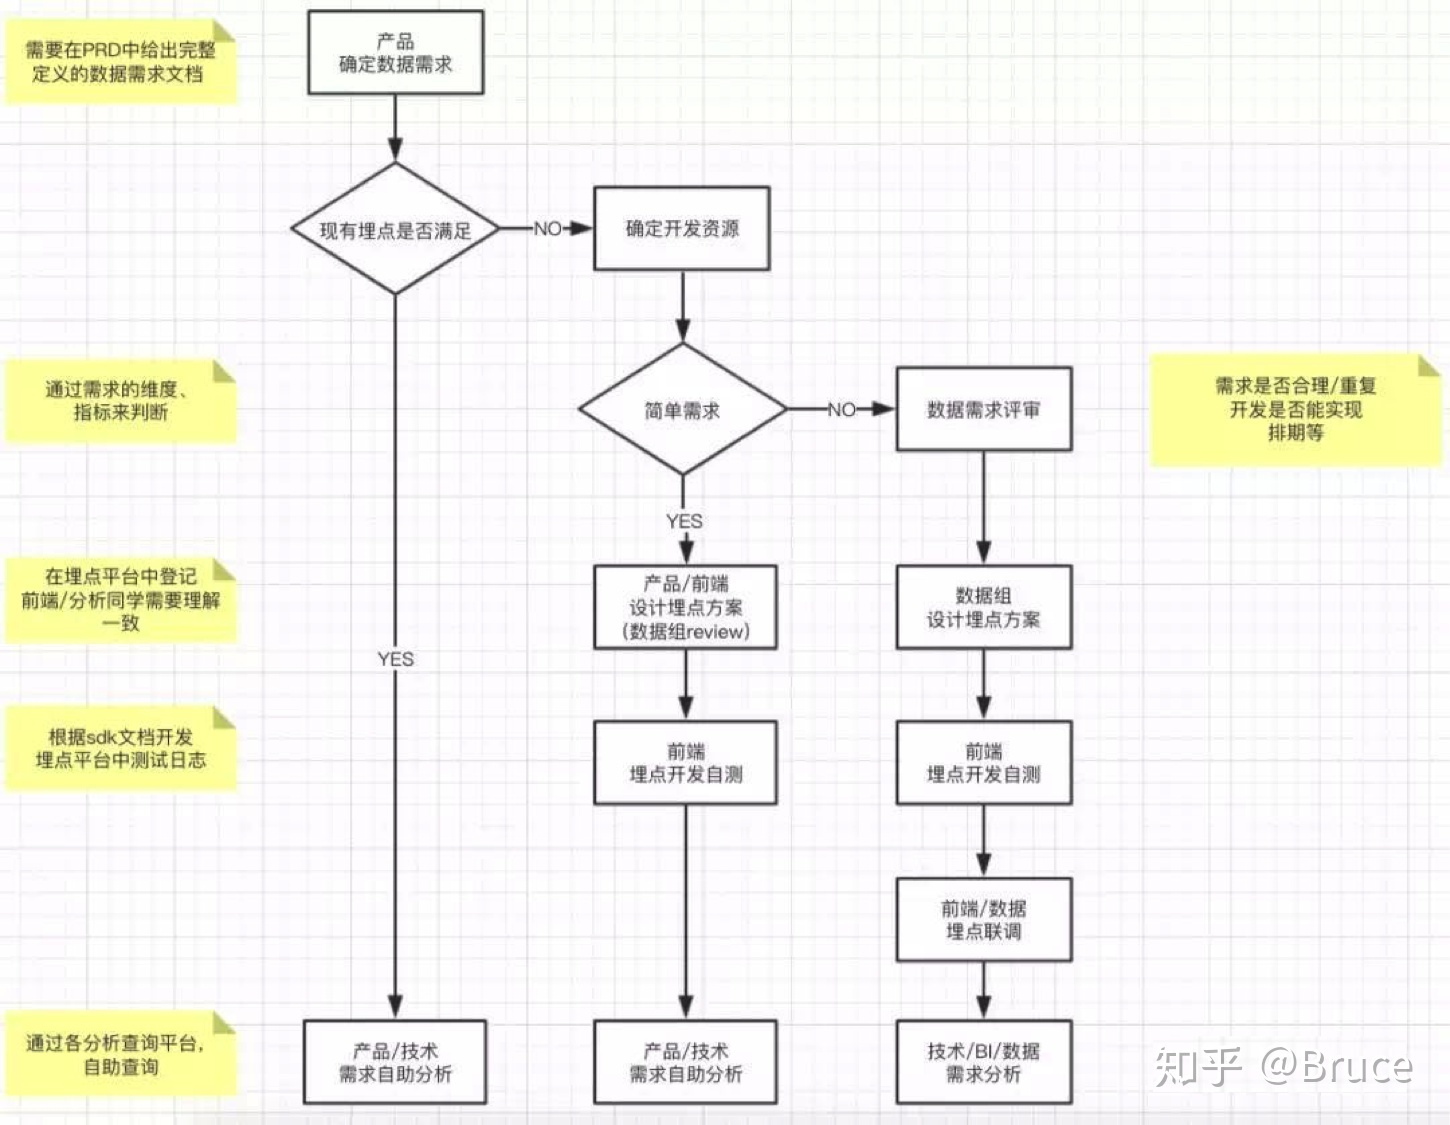 需要在PRD中给出完整
定义的数据需求文档
产品
确定数据需求
现有埋点是否满足
NO
确定开发资源
通过需求的维度、
指标来判断
简单需求
NO
数据需求评审
需求是否合理/重复
开发是否能实现
排期等
YES
在埋点平台中登记
前端/分析同学需要理解
一致
产品/前端
设计埋点方案
(数据组review)
数据组
设计埋点方案
YES
根据sdk文档开发
埋点平台中测试日志
前端
埋点开发自测
前端
埋点开发自测
前端/数据
埋点联调
通过各分析查询平台,
自助查询
产品/技术
需求自助分析
产品/技术
需求自助分析
技术/BI/数据
需求分析
知乎 @Bruce